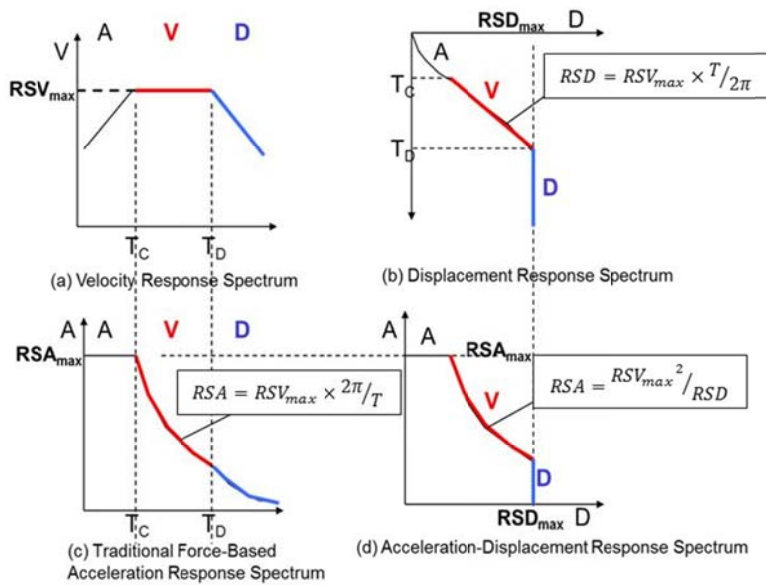 A V D
V
RSVmax
TC TD
(a) Velocity Response Spectrum
RSDmax D
A
TC
V
RSD = RSVmax × T/2π
TD
D
(b) Displacement Response Spectrum
A A V D
RSAmax
RSA = RSVmax × 2π/T
TC TD
(c) Traditional Force-Based
Acceleration Response Spectrum
A A
RSAmax
V
RSA = RSVmax²/RSD
D
RSDmax D
(d) Acceleration-Displacement Response Spectrum